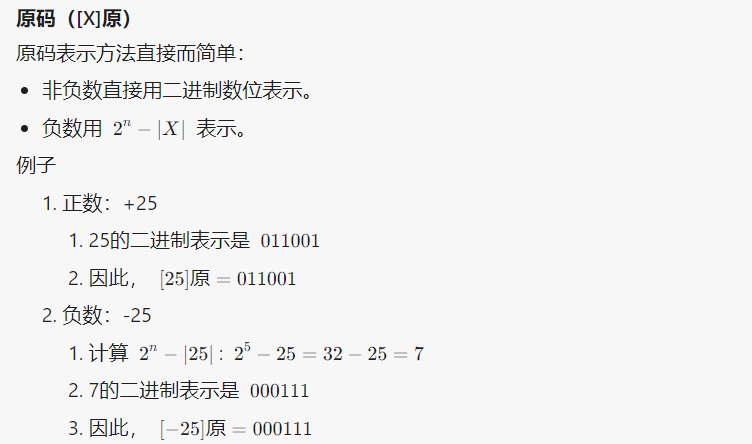 原码（[X]原）
原码表示方法直接而简单：
• 非负数直接用二进制数位表示。
• 负数用 2ⁿ − |X| 表示。
例子
1. 正数：+25
1. 25的二进制表示是 011001
2. 因此， [25]原 = 011001
2. 负数：-25
1. 计算 2ⁿ − |25| : 2⁵ − 25 = 32 − 25 = 7
2. 7的二进制表示是 000111
3. 因此， [−25]原 = 000111